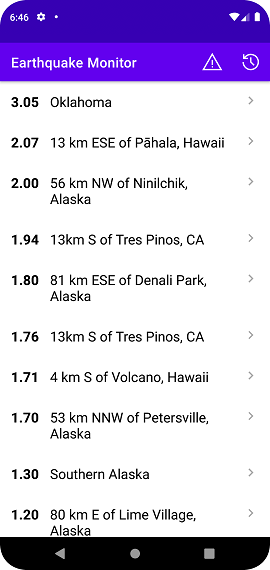 6:46
Earthquake Monitor
3.05 Oklahoma
2.07 13 km ESE of Pāhala, Hawaii
2.00 56 km NW of Ninilchik,
Alaska
1.94 13km S of Tres Pinos, CA
1.80 81 km ESE of Denali Park,
Alaska
1.76 13km S of Tres Pinos, CA
1.71 4 km S of Volcano, Hawaii
1.70 53 km NNW of Petersville,
Alaska
1.30 Southern Alaska
1.20 80 km E of Lime Village,
Alaska